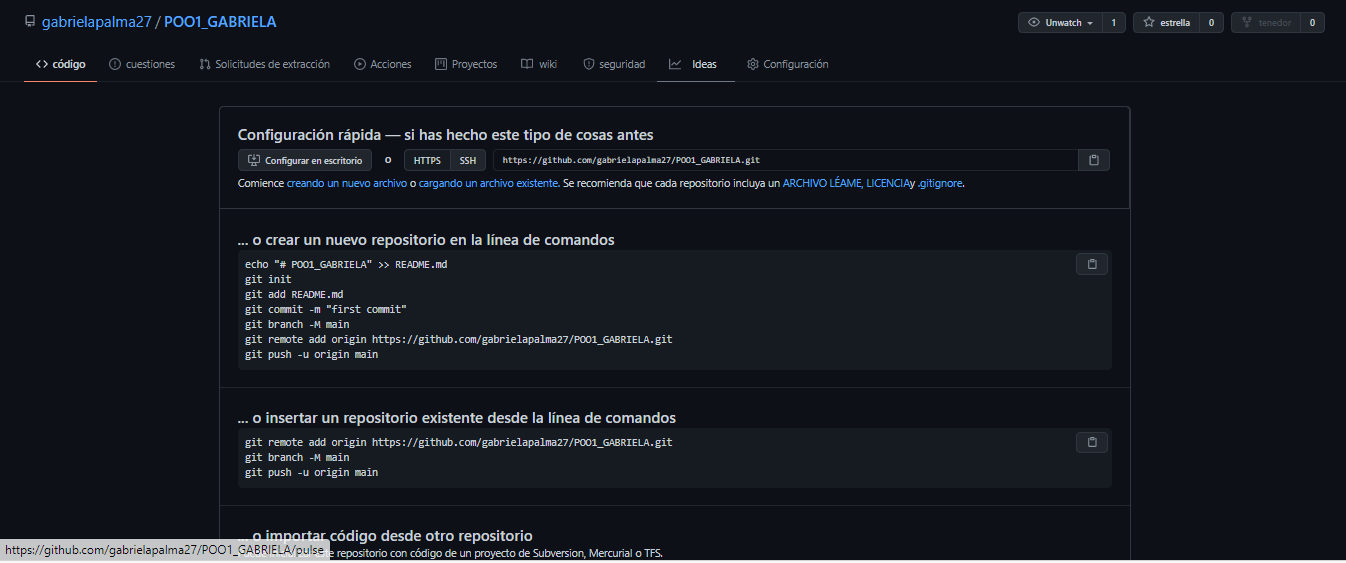 gabrielapalma27 / POO1_GABRIELA
Unwatch 1 estrella 0 tenedor 0
código cuestiones Solicitudes de extracción Acciones Proyectos wiki seguridad Ideas Configuración
Configuración rápida — si has hecho este tipo de cosas antes
Configurar en escritorio o HTTPS SSH https://github.com/gabrielapalma27/POO1_GABRIELA.git
Comience creando un nuevo archivo o cargando un archivo existente. Se recomienda que cada repositorio incluya un ARCHIVO LÉAME, LICENCIAy .gitignore.
... o crear un nuevo repositorio en la línea de comandos
echo "# POO1_GABRIELA" >> README.md
git init
git add README.md
git commit -m "first commit"
git branch -M main
git remote add origin https://github.com/gabrielapalma27/POO1_GABRIELA.git
git push -u origin main
... o insertar un repositorio existente desde la línea de comandos
git remote add origin https://github.com/gabrielapalma27/POO1_GABRIELA.git
git branch -M main
git push -u origin main
... o importar código desde otro repositorio
repositorio con código de un proyecto de Subversion, Mercurial o TFS.
https://github.com/gabrielapalma27/POO1_GABRIELA/pulse